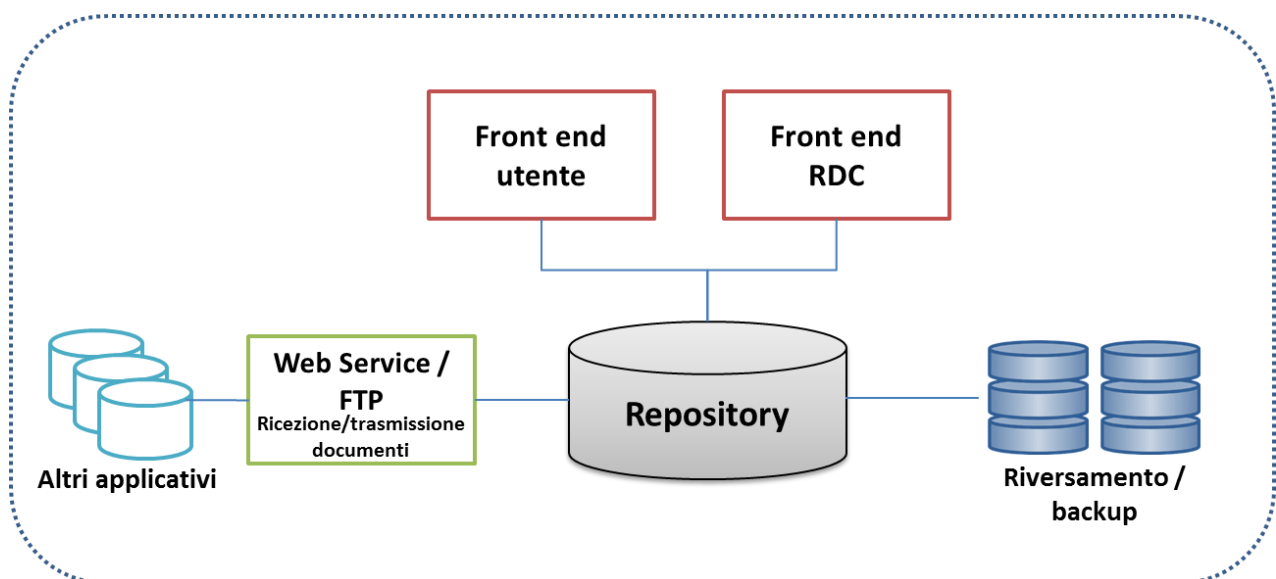 Front end
utente
Front end
RDC
Web Service /
FTP
Ricezione/trasmissione
documenti
Altri applicativi
Repository
Riversamento /
backup